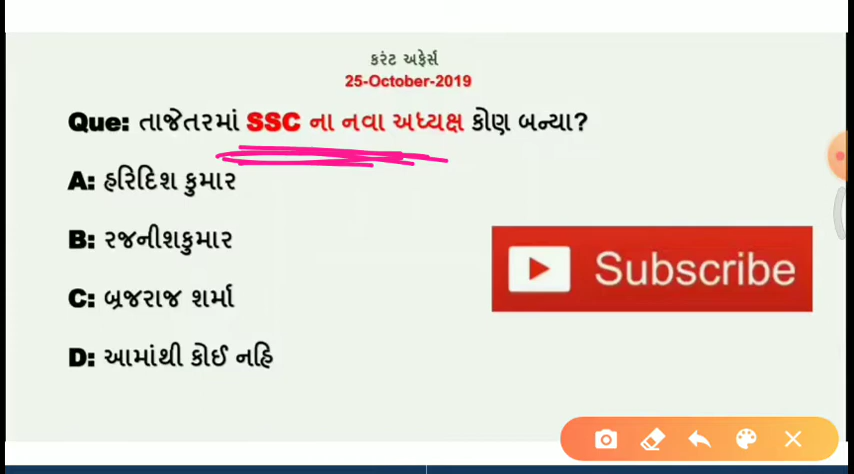 કરંટ અફેર્સ
25-October-2019
Que: તાજેતરમાં SSC ના નવા અધ્યક્ષ કોણ બન્યા?
A: હરિદિશ કુમાર
B: રજનીશકુમાર
C: બ્રજરાજ શર્મા
D: આમાંથી કોઈ નહિ
Subscribe